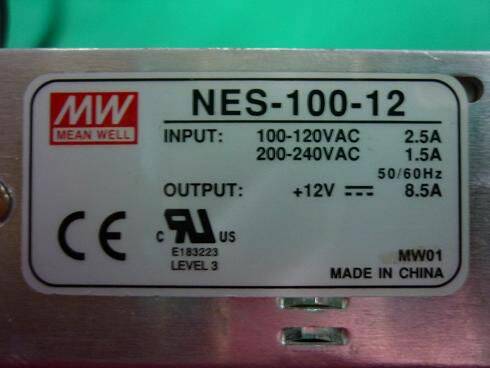 MW
MEAN WELL
NES-100-12
INPUT: 100-120VAC 2.5A
200-240VAC 1.5A
50/60Hz
OUTPUT: +12V 8.5A
CE
c RU US
E183223
LEVEL 3
MW01
MADE IN CHINA